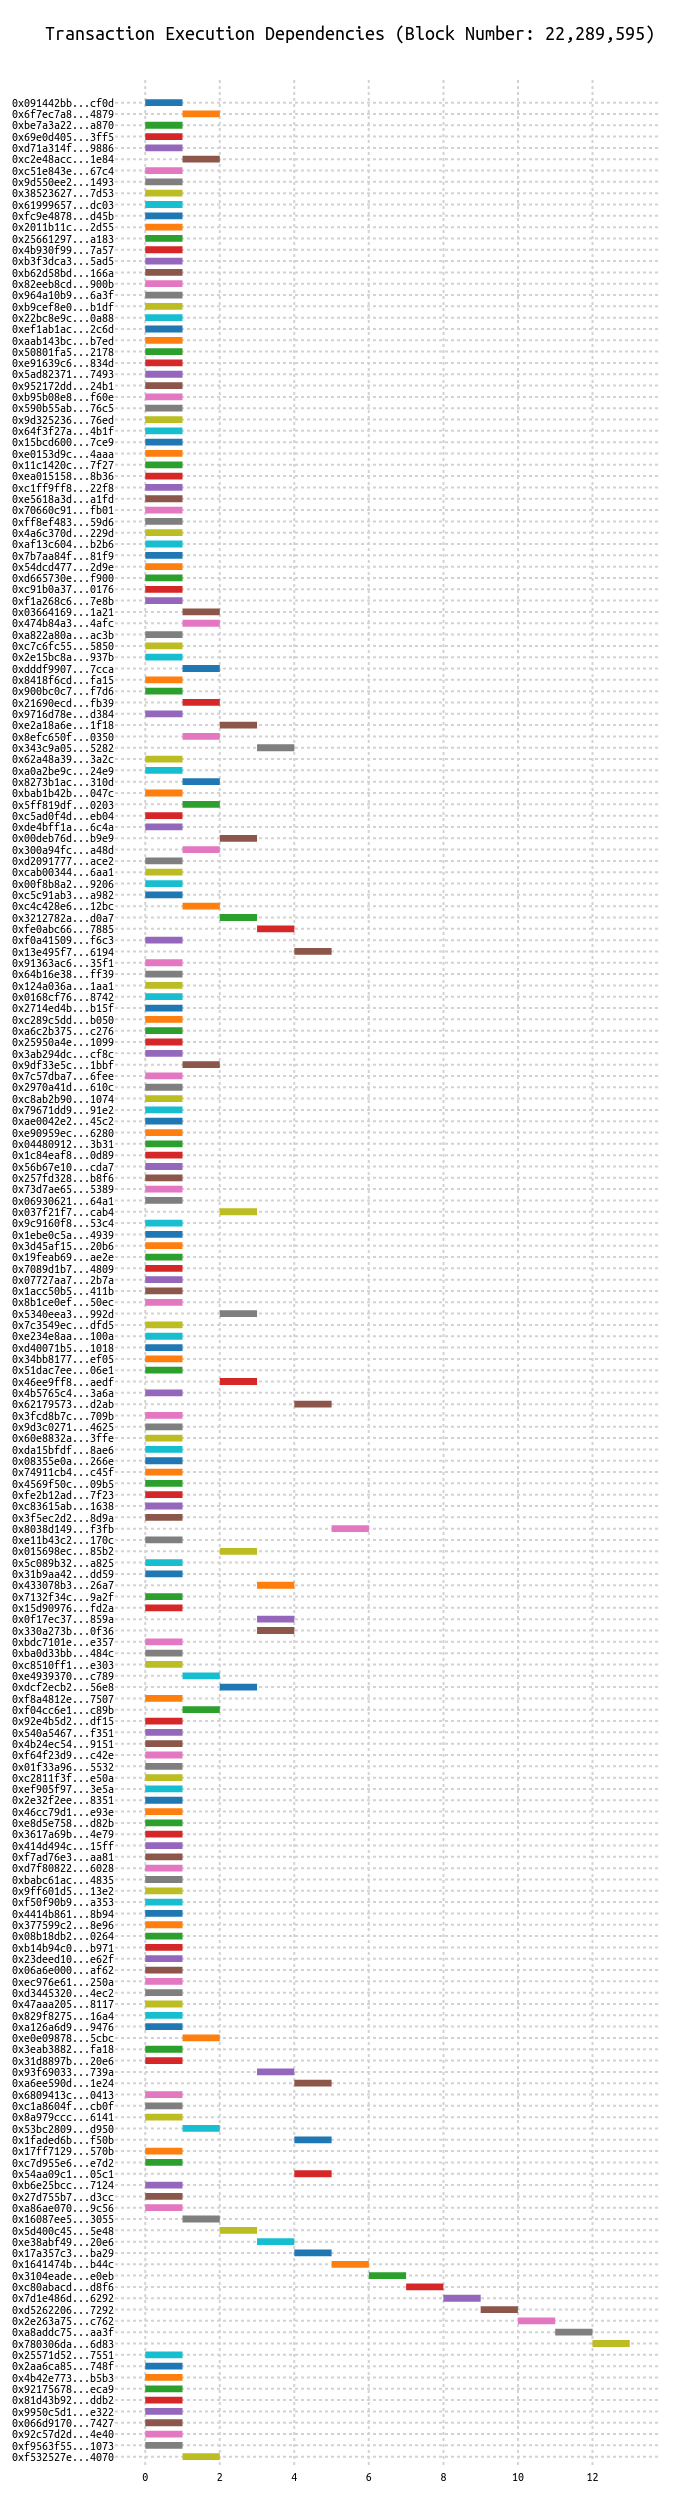 Transaction Execution Dependencies (Block Number: 22,289,595)
0x091442bb...cf0d
0x6f7ec7a8...4879
0xbe7a3a22...a870
0x69e0d405...3ff5
0xd71a314f...9886
0xc2e48acc...1e84
0xc51e843e...67c4
0x9d550ee2...1493
0x38523627...7d53
0x61999657...dc03
0xfc9e4878...d45b
0x2011b11c...2d55
0x25661297...a183
0x4b930f99...7a57
0xb3f3dca3...5ad5
0xb62d58bd...166a
0x82eeb8cd...900b
0x964a10b9...6a3f
0xb9cef8e0...b1df
0x22bc8e9c...0a88
0xef1ab1ac...2c6d
0xaab143bc...b7ed
0x50801fa5...2178
0xe91639c6...834d
0x5ad82371...7493
0x952172dd...24b1
0xb95b08e8...f60e
0x590b55ab...76c5
0x9d325236...76ed
0x64f3f27a...4b1f
0x15bcd600...7ce9
0xe0153d9c...4aaa
0x11c1420c...7f27
0xea015158...8b36
0xc1ff9ff8...22f8
0xe5618a3d...a1fd
0x70660c91...fb01
0xff8ef483...59d6
0x4a6c370d...229d
0xaf13c604...b2b6
0x7b7aa84f...81f9
0x54dcd477...2d9e
0xd665730e...f900
0xc91b0a37...0176
0xf1a268c6...7e8b
0x03664169...1a21
0x474b84a3...4afc
0xa822a80a...ac3b
0xc7c6fc55...5850
0x2e15bc8a...937b
0xdddf9907...7cca
0x8418f6cd...fa15
0x900bc0c7...f7d6
0x21690ecd...fb39
0x9716d78e...d384
0xe2a18a6e...1f18
0x8efc650f...0350
0x343c9a05...5282
0x62a48a39...3a2c
0xa0a2be9c...24e9
0x8273b1ac...310d
0xbab1b42b...047c
0x5ff819df...0203
0xc5ad0f4d...eb04
0xde4bff1a...6c4a
0x00deb76d...b9e9
0x300a94fc...a48d
0xd2091777...ace2
0xcab00344...6aa1
0x00f8b8a2...9206
0xc5c91ab3...a982
0xc4c428e6...12bc
0x3212782a...d0a7
0xfe0abc66...7885
0xf0a41509...f6c3
0x13e495f7...6194
0x91363ac6...35f1
0x64b16e38...ff39
0x124a036a...1aa1
0x0168cf76...8742
0x2714ed4b...b15f
0xc289c5dd...b050
0xa6c2b375...c276
0x25950a4e...1099
0x3ab294dc...cf8c
0x9df33e5c...1bbf
0x7c57dba7...6fee
0x2970a41d...610c
0xc8ab2b90...1074
0x79671dd9...91e2
0xae0042e2...45c2
0xe90959ec...6280
0x04480912...3b31
0x1c84eaf8...0d89
0x56b67e10...cda7
0x257fd328...b8f6
0x73d7ae65...5389
0x06930621...64a1
0x037f21f7...cab4
0x9c9160f8...53c4
0x1ebe0c5a...4939
0x3d45af15...20b6
0x19feab69...ae2e
0x7089d1b7...4809
0x07727aa7...2b7a
0x1acc50b5...411b
0x8b1ce0ef...50ec
0x5340eea3...992d
0x7c3549ec...dfd5
0xe234e8aa...100a
0xd40071b5...1018
0x34bb8177...ef05
0x51dac7ee...06e1
0x46ee9ff8...aedf
0x4b5765c4...3a6a
0x62179573...d2ab
0x3fcd8b7c...709b
0x9d3c0271...4625
0x60e8832a...3ffe
0xda15bfdf...8ae6
0x08355e0a...266e
0x74911cb4...c45f
0x4569f50c...09b5
0xfe2b12ad...7f23
0xc83615ab...1638
0x3f5ec2d2...8d9a
0x8038d149...f3fb
0xe11b43c2...170c
0x015698ec...85b2
0x5c089b32...a825
0x31b9aa42...dd59
0x433078b3...26a7
0x7132f34c...9a2f
0x15d90976...fd2a
0x0f17ec37...859a
0x330a273b...0f36
0xbdc7101e...e357
0xba0d33bb...484c
0xc8510ff1...e303
0xe4939370...c789
0xdcf2ecb2...56e8
0xf8a4812e...7507
0xf04cc6e1...c89b
0x92e4b5d2...df15
0x540a5467...f351
0x4b24ec54...9151
0xf64f23d9...c42e
0x01f33a96...5532
0xc2811f3f...e50a
0xef905f97...3e5a
0x2e32f2ee...8351
0x46cc79d1...e93e
0xe8d5e758...d82b
0x3617a69b...4e79
0x414d494c...15ff
0xf7ad76e3...aa81
0xd7f80822...6028
0xbabc61ac...4835
0x9ff601d5...13e2
0xf50f90b9...a353
0x4414b861...8b94
0x377599c2...8e96
0x08b18db2...0264
0xb14b94c0...b971
0x23deed10...e62f
0x06a6e000...af62
0xec976e61...250a
0xd3445320...4ec2
0x47aaa205...8117
0x829f8275...16a4
0xa126a6d9...9476
0xe0e09878...5cbc
0x3eab3882...fa18
0x31d8897b...20e6
0x93f69033...739a
0xa6ee590d...1e24
0x6809413c...0413
0xc1a8604f...cb0f
0x8a979ccc...6141
0x53bc2809...d950
0x1faded6b...f50b
0x17ff7129...570b
0xc7d955e6...e7d2
0x54aa09c1...05c1
0xb6e25bcc...7124
0x27d755b7...d3cc
0xa86ae070...9c56
0x16087ee5...3055
0x5d400c45...5e48
0xe38abf49...20e6
0x17a357c3...ba29
0x1641474b...b44c
0x3104eade...e0eb
0xc80abacd...d8f6
0x7d1e486d...6292
0xd5262206...7292
0x2e263a75...c762
0xa8addc75...aa3f
0x780306da...6d83
0x25571d52...7551
0x2aa6ca85...748f
0x4b42e773...b5b3
0x92175678...eca9
0x81d43b92...ddb2
0x9950c5d1...e322
0x066d9170...7427
0x92c57d2d...4e40
0xf9563f55...1073
0xf532527e...4070
0 2 4 6 8 10 12